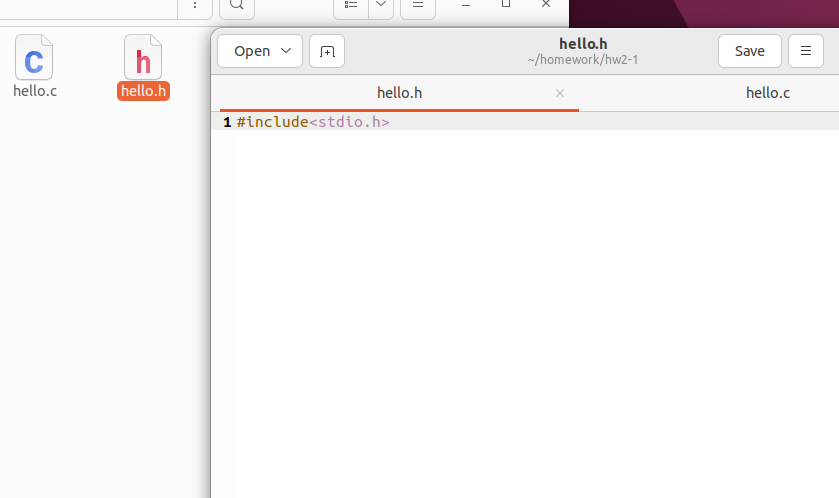 Open
hello.h
~/homework/hw2-1
Save
hello.h
hello.c
1 #include<stdio.h>
c
hello.c
h
hello.h